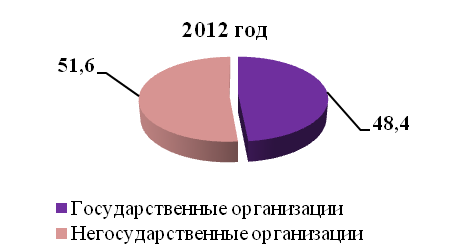 2012 год
51,6
48,4
Государственные организации
Негосударственные организации